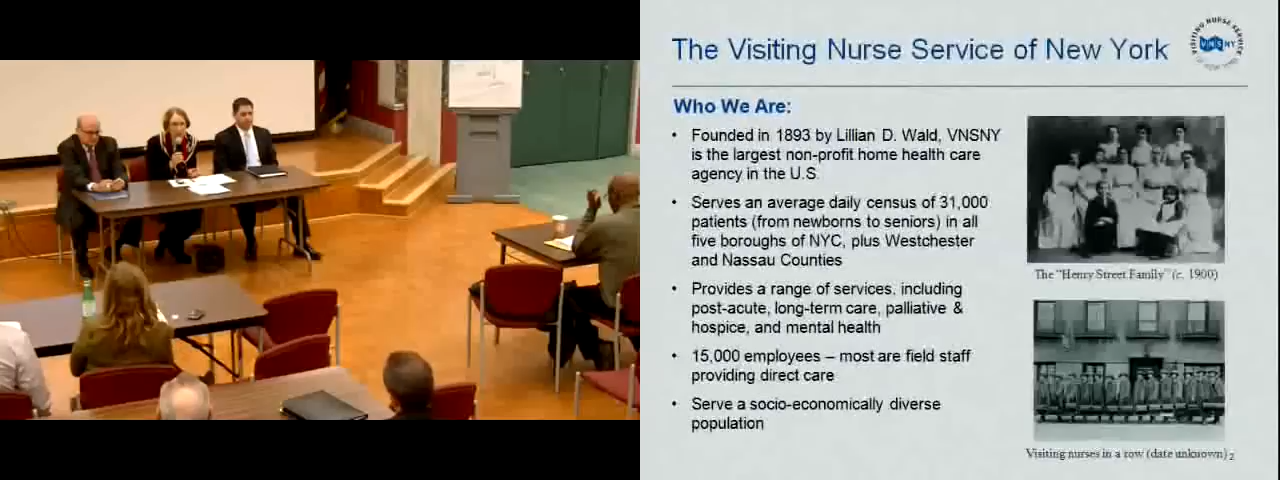 The Visiting Nurse Service of New York
VISITING NURSE SERVICE
VNSNY
Who We Are:
• Founded in 1893 by Lillian D. Wald, VNSNY
is the largest non-profit home health care
agency in the U.S.
• Serves an average daily census of 31,000
patients (from newborns to seniors) in all
five boroughs of NYC, plus Westchester
and Nassau Counties
• Provides a range of services, including
post-acute, long-term care, palliative &
hospice, and mental health
• 15,000 employees – most are field staff
providing direct care
• Serve a socio-economically diverse
population
The "Henry Street Family" (c. 1900)
Visiting nurses in a row (date unknown)
2